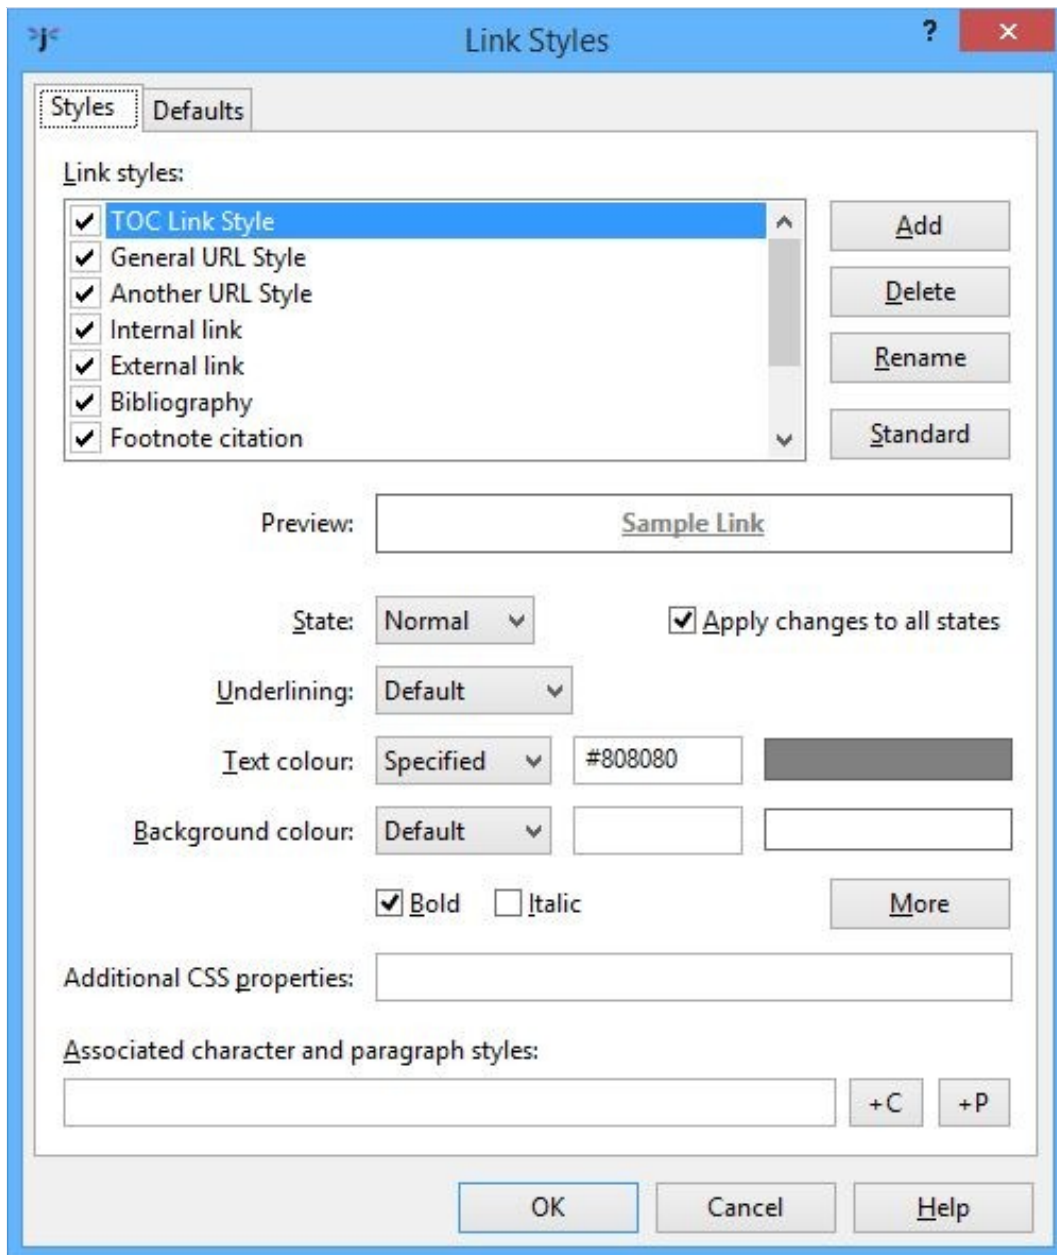 Link Styles ?
Styles Defaults
Link styles:
TOC Link Style
General URL Style
Another URL Style
Internal link
External link
Bibliography
Footnote citation
Add
Delete
Rename
Standard
Preview: Sample Link
State: Normal Apply changes to all states
Underlining: Default
Text colour: Specified #808080
Background colour: Default
Bold Italic More
Additional CSS properties:
Associated character and paragraph styles:
+C +P
OK Cancel Help